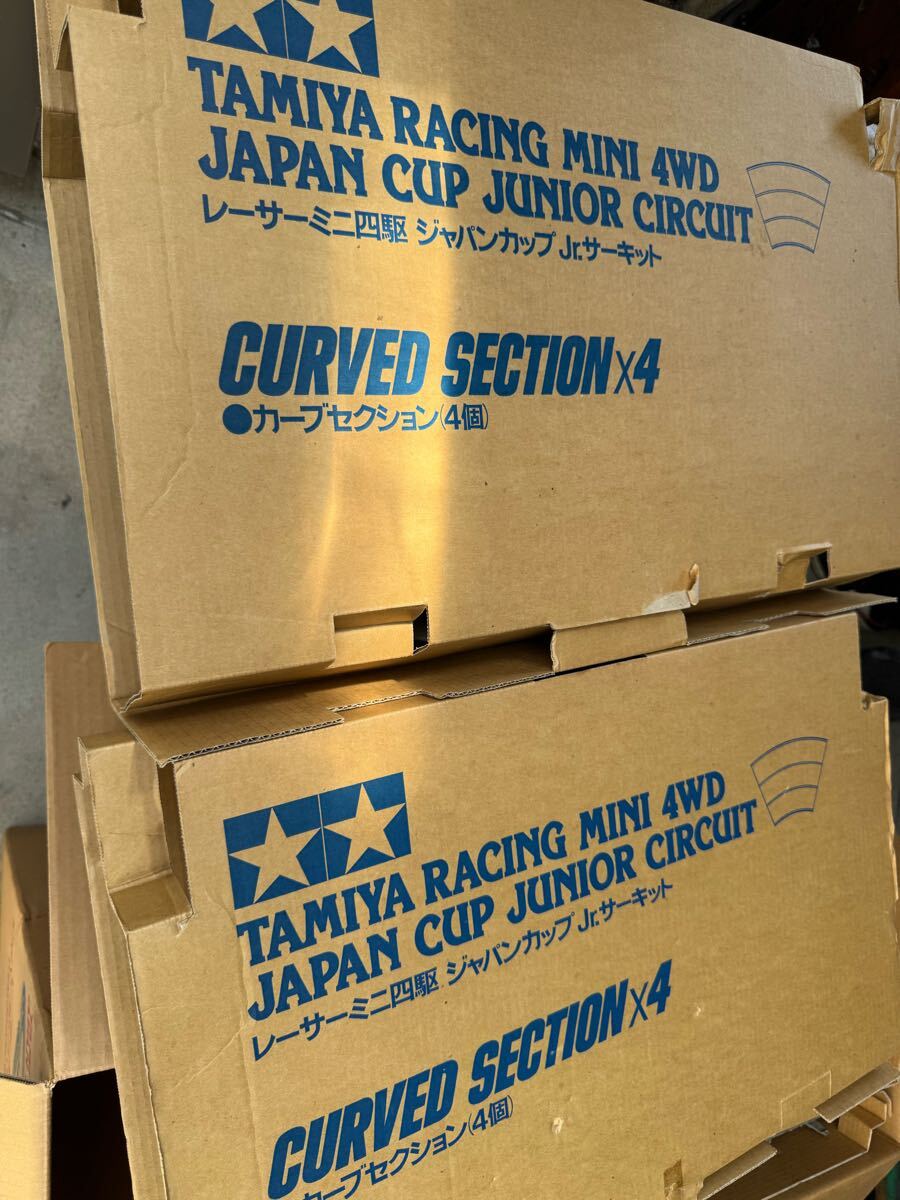 TAMIYA RACING MINI 4WD
JAPAN CUP JUNIOR CIRCUIT
レーサーミニ四駆 ジャパンカップ Jr.サーキット
CURVED SECTION×4
●カーブセクション(4個)
TAMIYA RACING MINI 4WD
JAPAN CUP JUNIOR CIRCUIT
レーサーミニ四駆 ジャパンカップ Jr.サーキット
CURVED SECTION×4
カーブセクション(4個)